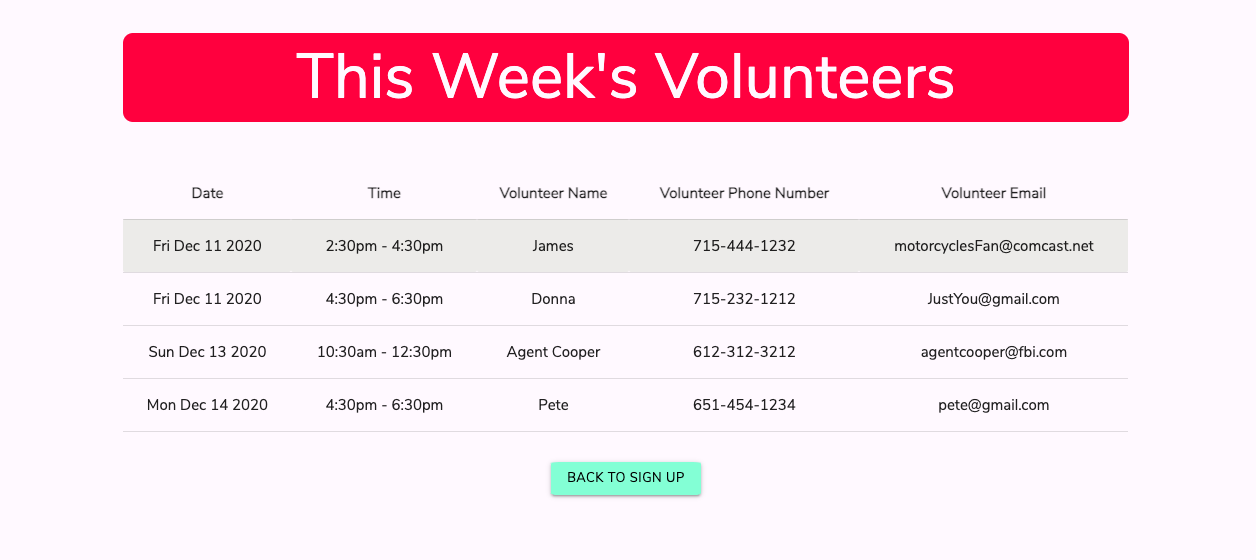 This Week's Volunteers
Date Time Volunteer Name Volunteer Phone Number Volunteer Email
Fri Dec 11 2020 2:30pm - 4:30pm James 715-444-1232 motorcyclesFan@comcast.net
Fri Dec 11 2020 4:30pm - 6:30pm Donna 715-232-1212 JustYou@gmail.com
Sun Dec 13 2020 10:30am - 12:30pm Agent Cooper 612-312-3212 agentcooper@fbi.com
Mon Dec 14 2020 4:30pm - 6:30pm Pete 651-454-1234 pete@gmail.com
BACK TO SIGN UP